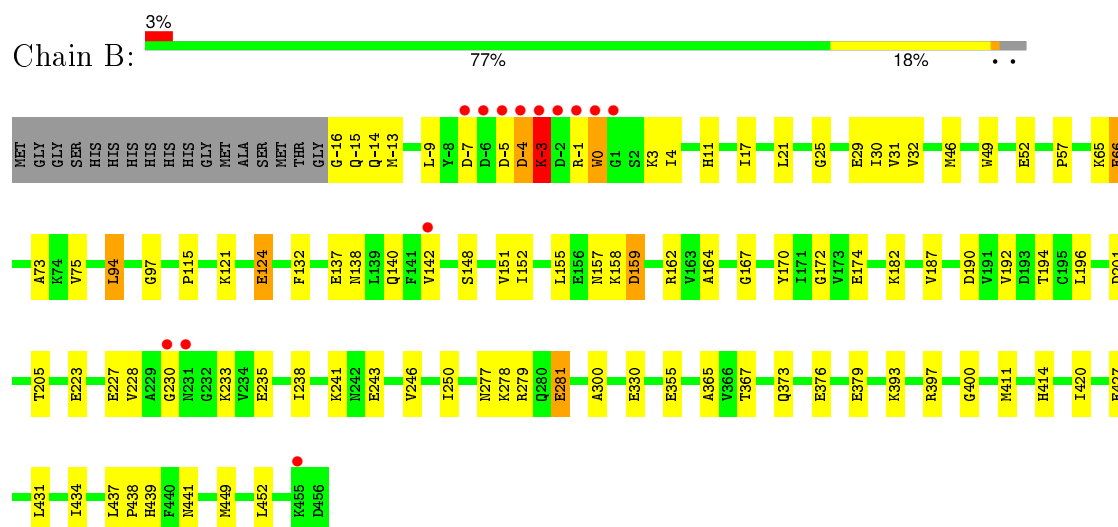 3%
Chain B:
77%
18%
MET GLY GLY SER HIS HIS HIS HIS HIS HIS GLY MET ALA SER MET THR GLY G-16 Q-15 Q-14 M-13 L-9 Y-8 D-7 D-6 D-5 D-4 K-3 D-2 R-1 W0 G1 S2 K3 I4 H11 I17 L21 G25 E29 I30 V31 V32 M46 W49 E52 P57 K65
A73 K74 V75 L94 G97 P115 K121 E124 F132 E137 N138 L139 Q140 F141 V142 S148 V151 I152 L155 E156 N157 K158 D159 R162 V163 A164 G167 Y170 I171 G172 V173 E174 K182 V187 D190 V191 V192 D193 T194 C195 L196
T205 E223 E227 V228 A229 G230 N231 G232 K233 V234 E235 I238 K241 N242 E243 V246 I250 N277 K278 R279 Q280 E281 A300 E330 E355 A365 V366 T367 Q373 E376 E379 K393 R397 G400 M411 H414 I420
L431 I434 L437 P438 H439 F440 N441 M449 L452 K455 D456